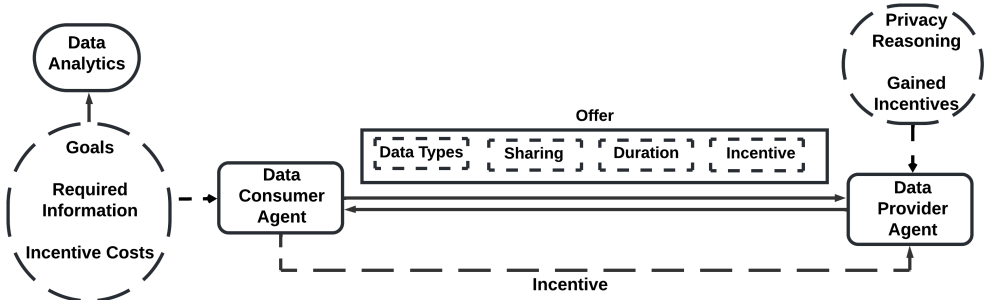 Data
Analytics
Goals
Required
Information
Incentive Costs
Data
Consumer
Agent
Offer
Data Types
Sharing
Duration
Incentive
Privacy
Reasoning
Gained
Incentives
Data
Provider
Agent
Incentive